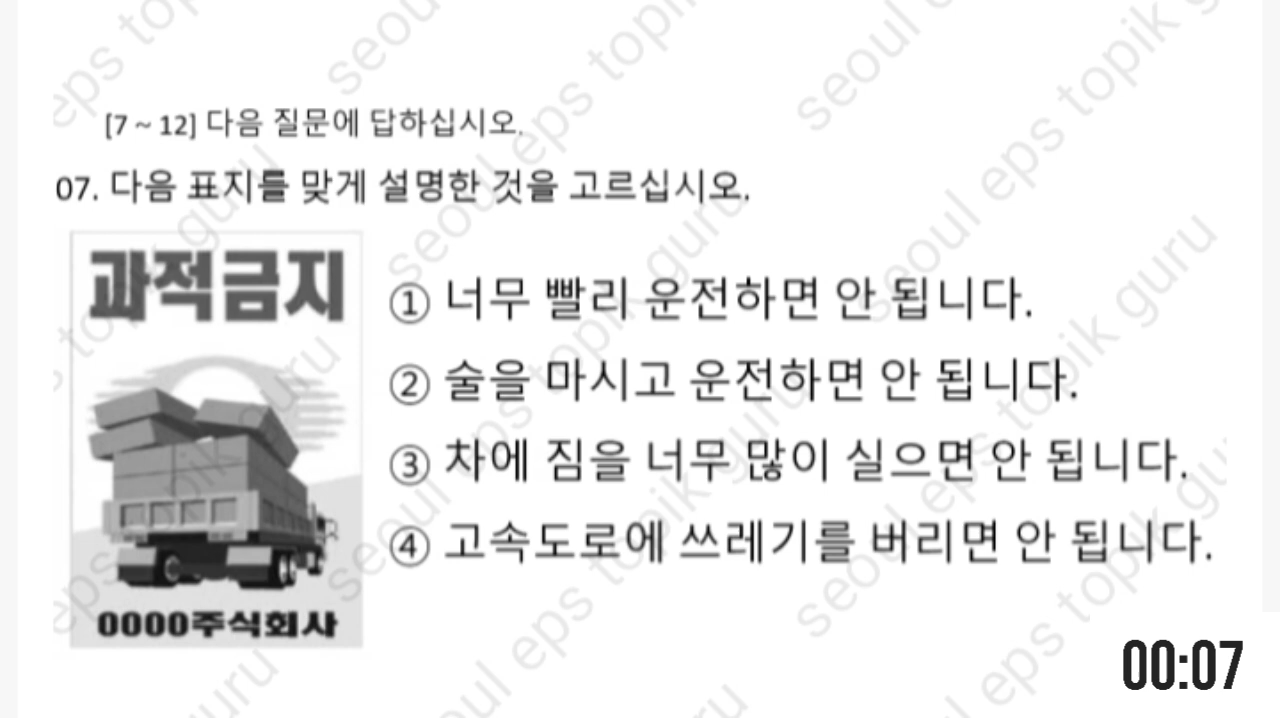 [7 ~ 12] 다음 질문에 답하십시오.
07. 다음 표지를 맞게 설명한 것을 고르십시오.
과적금지
① 너무 빨리 운전하면 안 됩니다.
② 술을 마시고 운전하면 안 됩니다.
③ 차에 짐을 너무 많이 실으면 안 됩니다.
④ 고속도로에 쓰레기를 버리면 안 됩니다.
0000주식회사
00:07
seoul eps topik guru